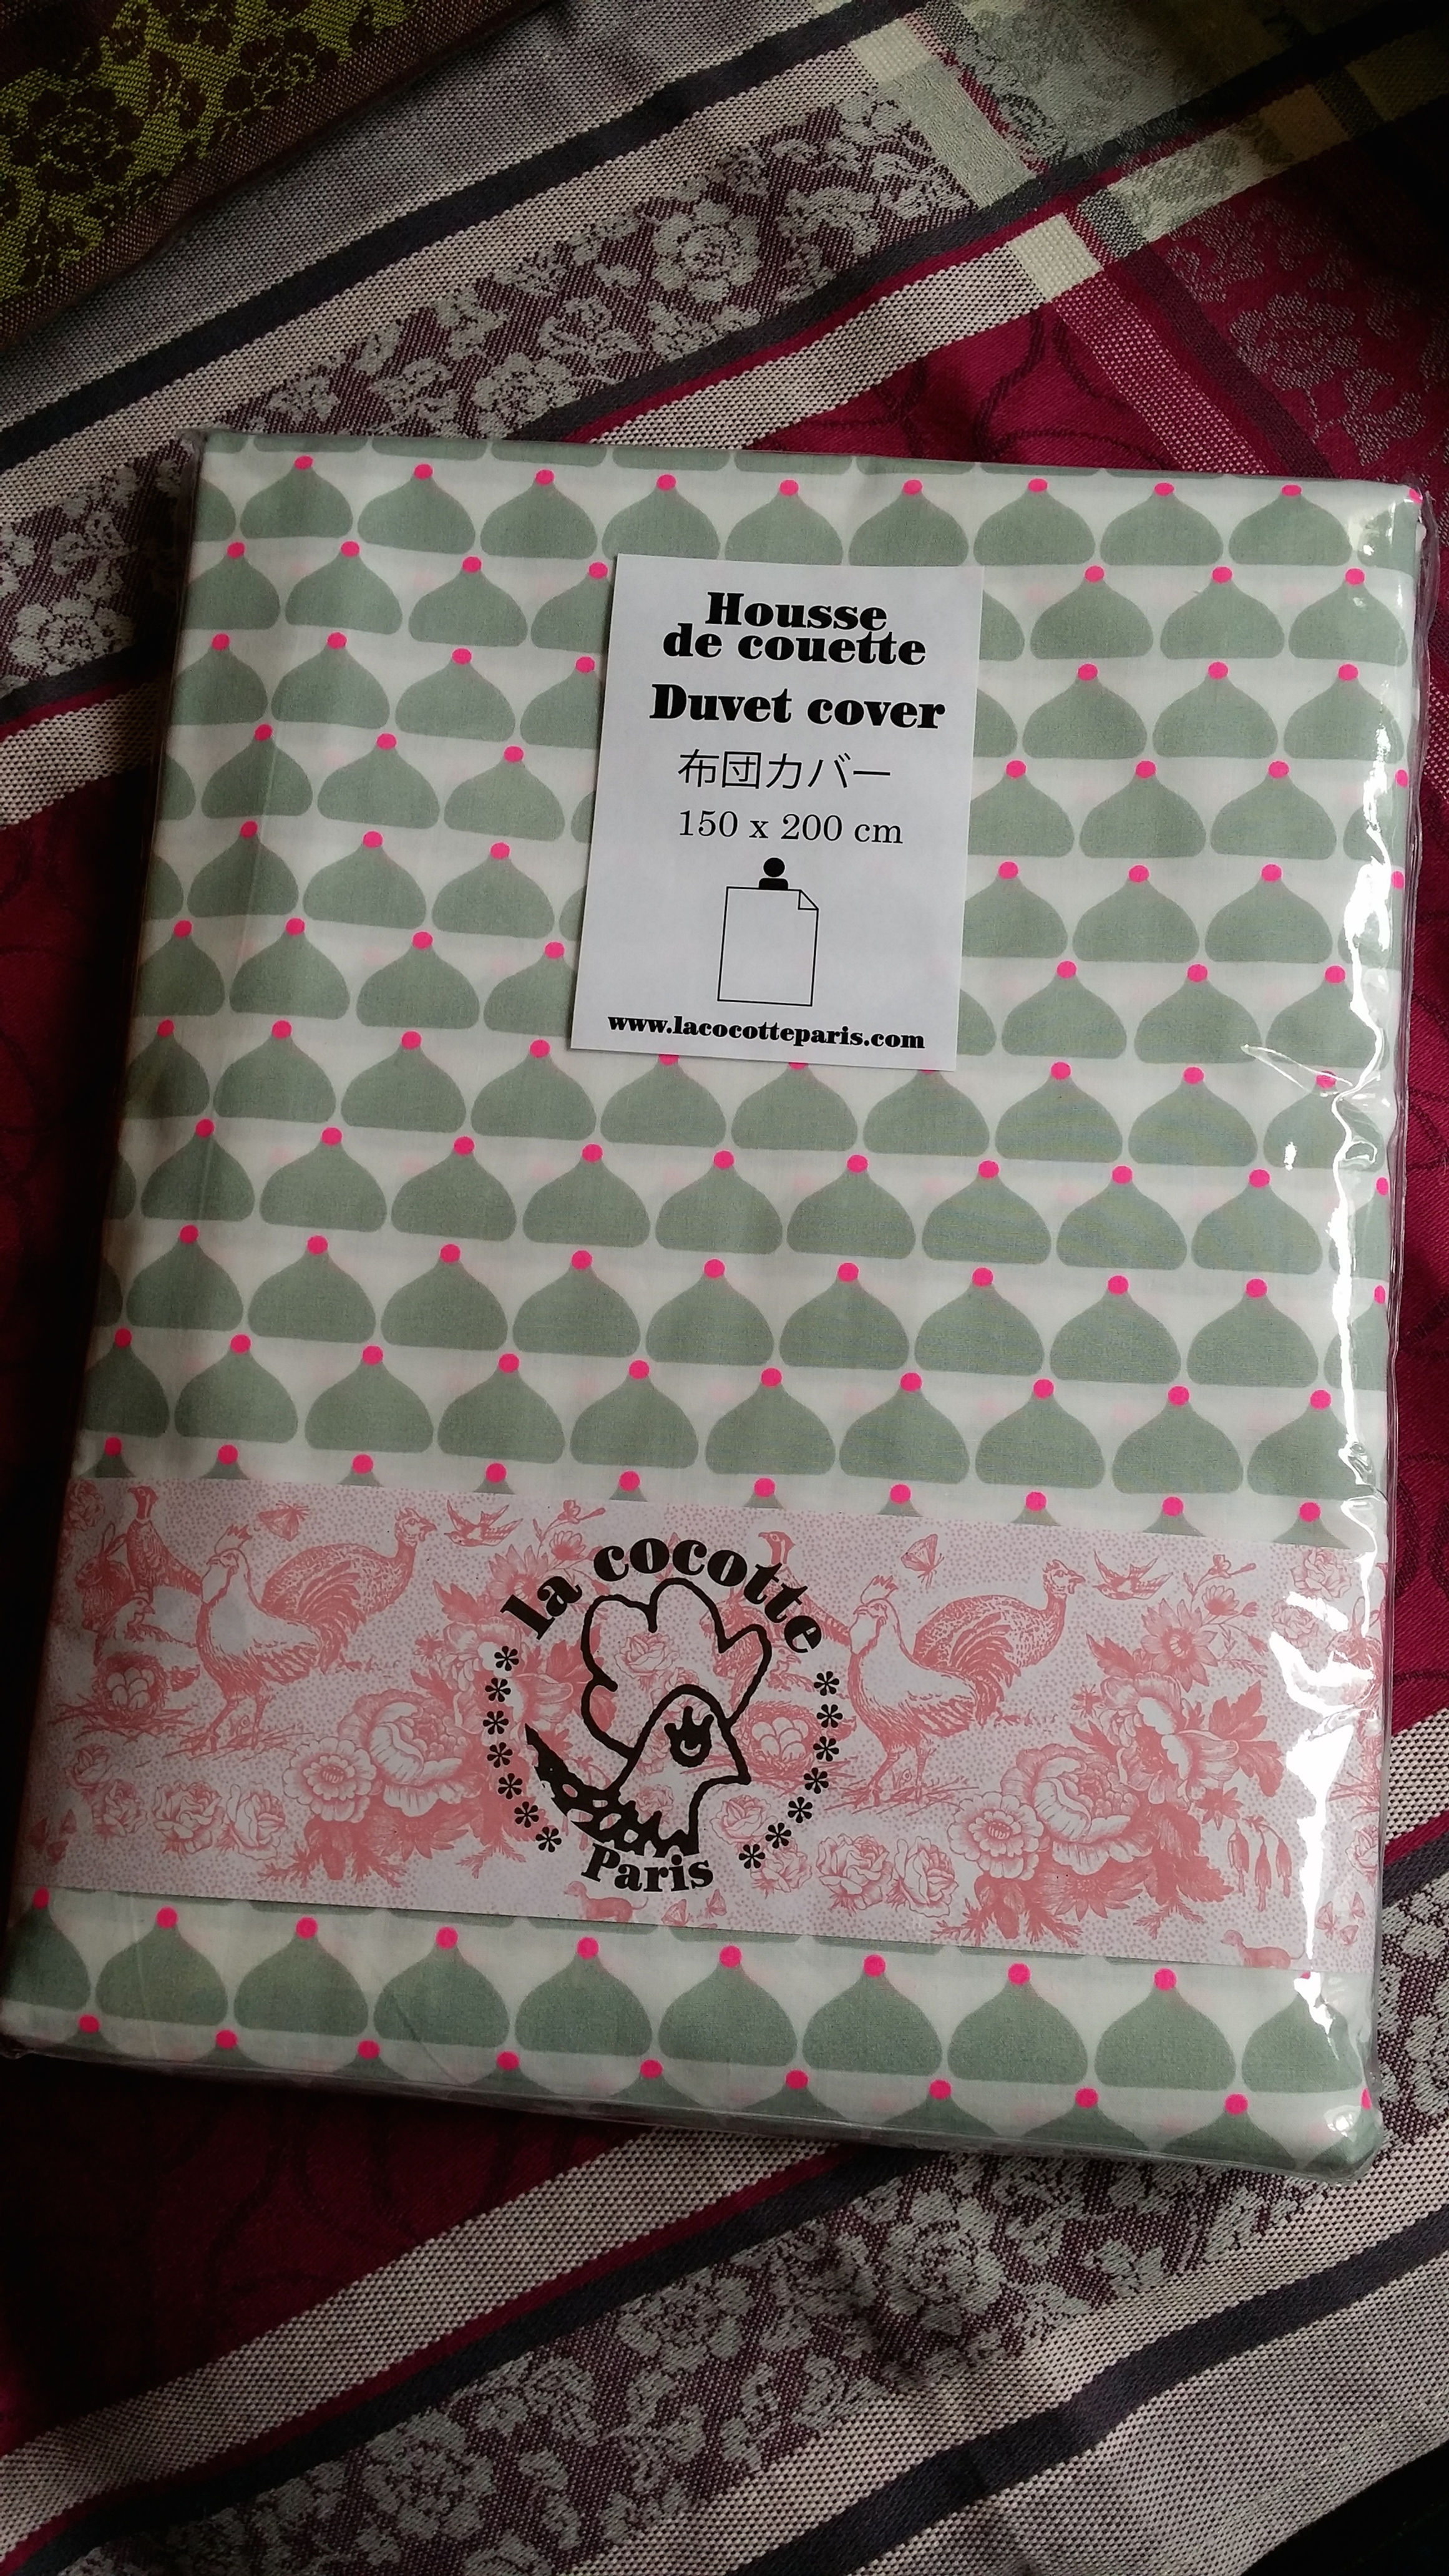 Housse
de couette
Duvet cover
布団カバー
150 x 200 cm
www.lacocotteparis.com
la cocotte
Paris